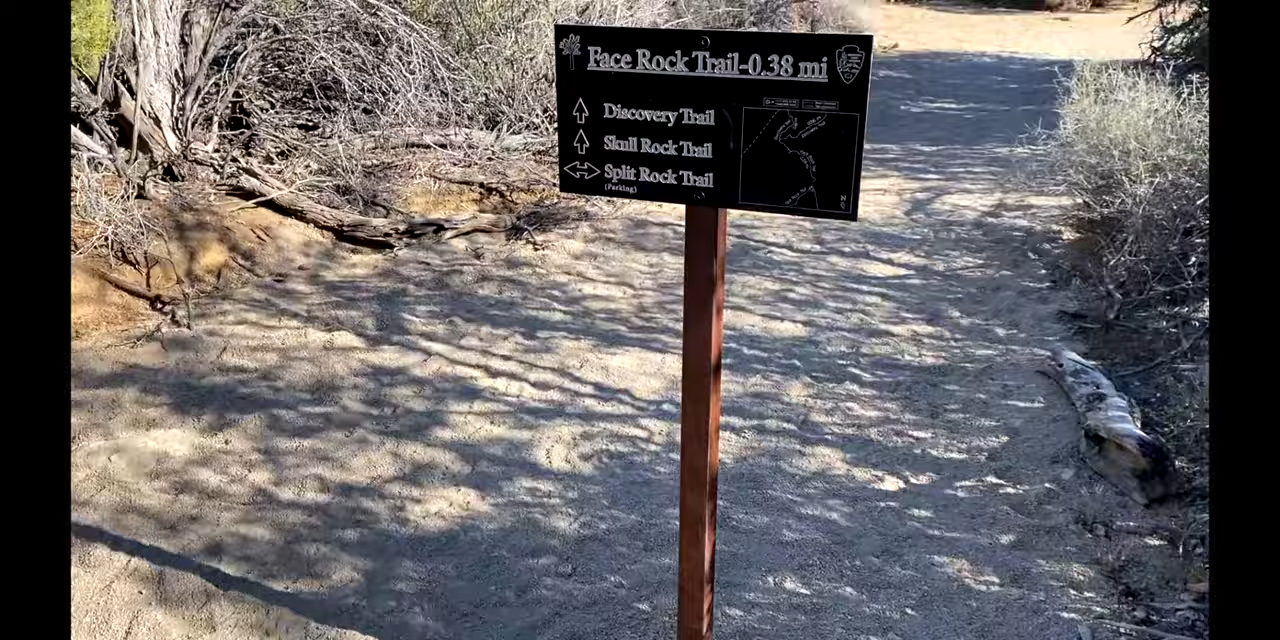 Face Rock Trail-0.38 mi
Discovery Trail
Skull Rock Trail
Split Rock Trail
(Parking)
N